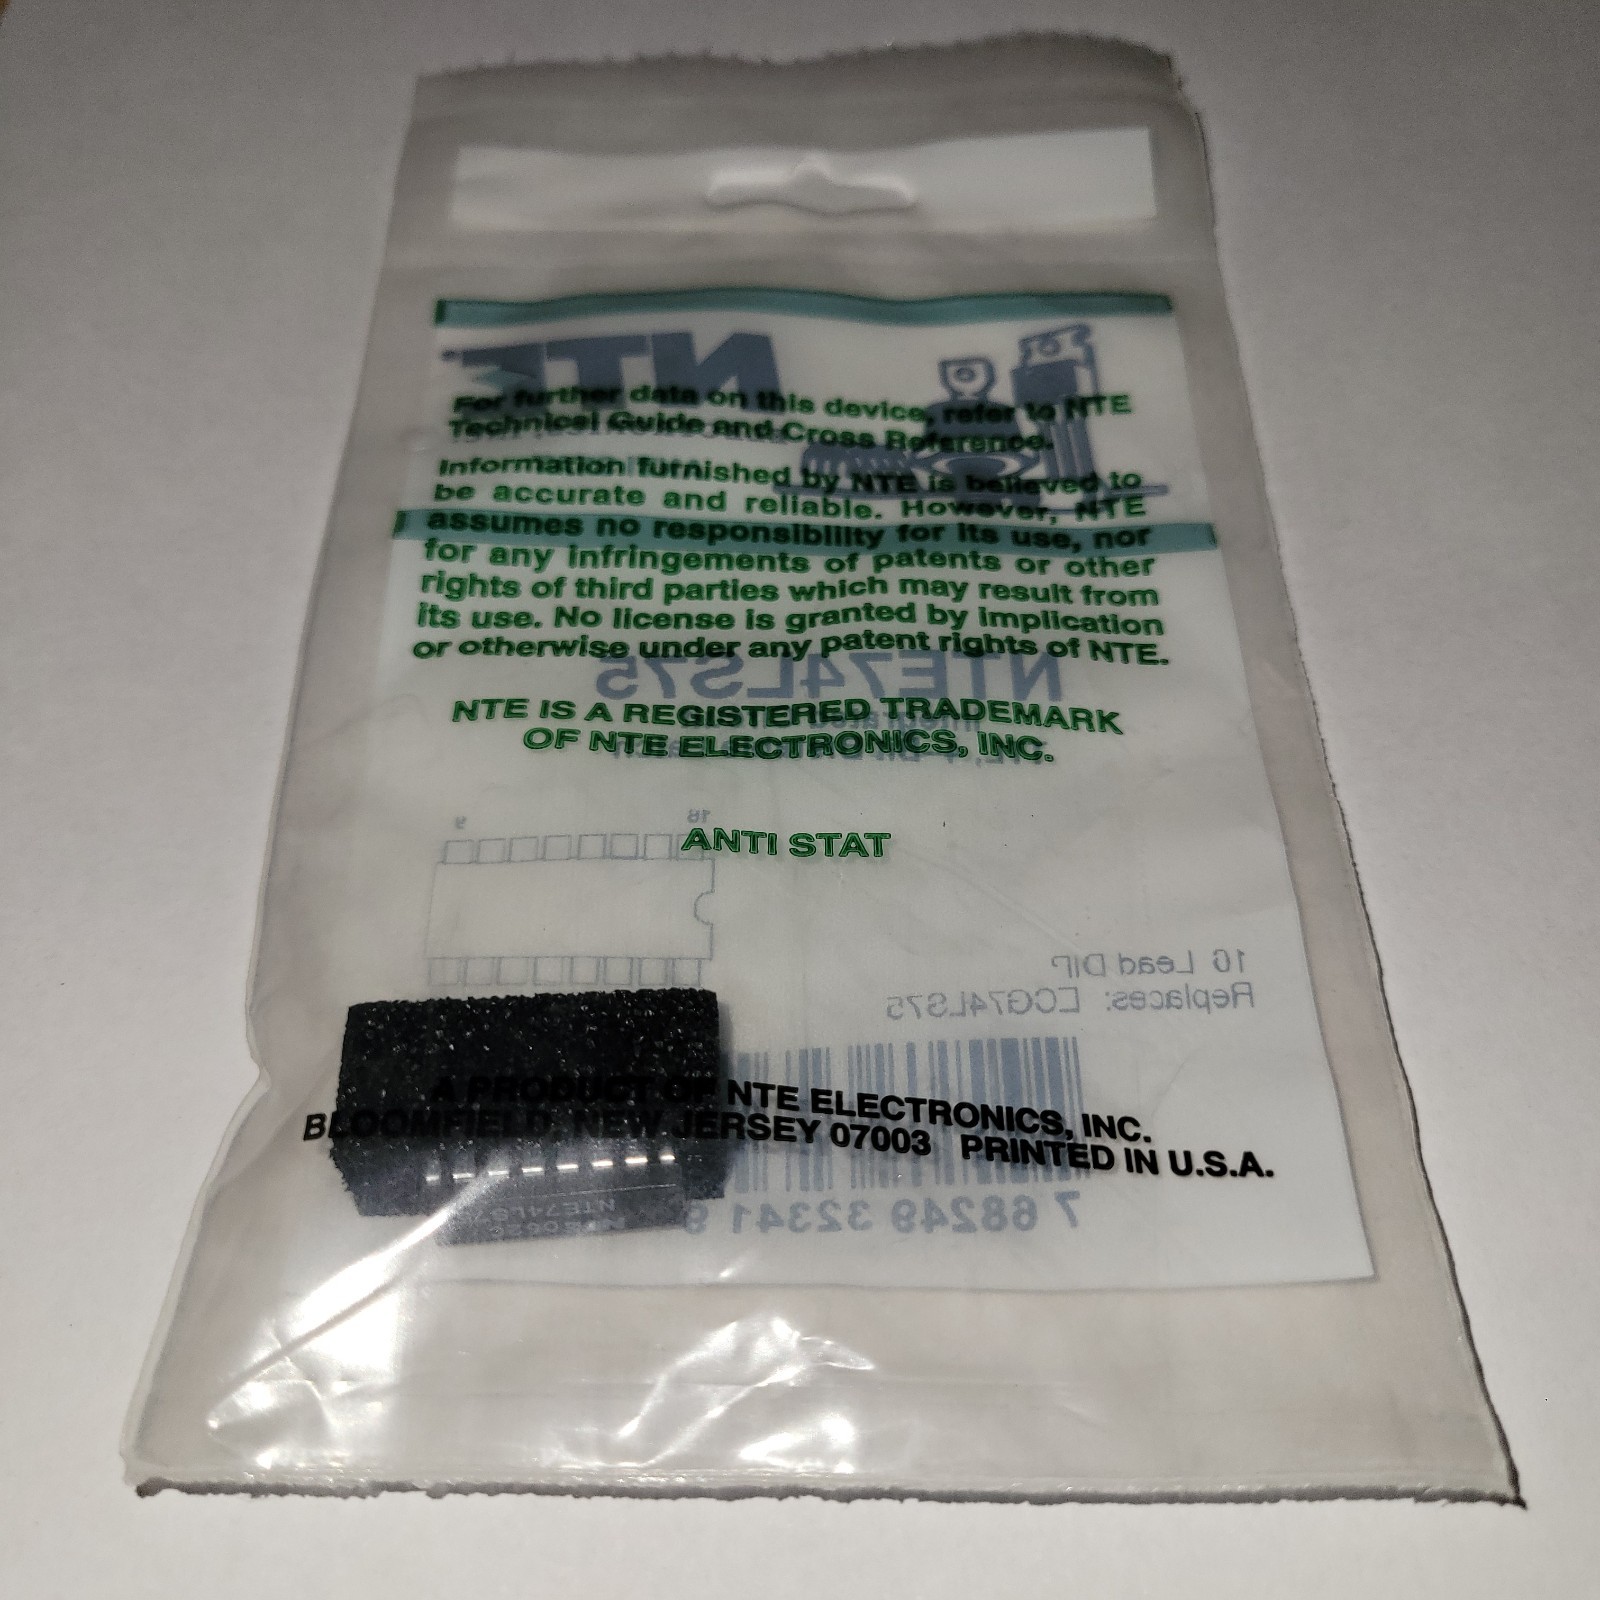 NTE
For further data on this device, refer to NTE
Technical Guide and Cross Reference.
Information furnished by NTE is believed to
be accurate and reliable. However, NTE
assumes no responsibility for its use, nor
for any infringements of patents or other
rights of third parties which may result from
its use. No license is granted by implication
or otherwise under any patent rights of NTE.
NTE74LS75
NTE IS A REGISTERED TRADEMARK
OF NTE ELECTRONICS, INC.
9 16
ANTI STAT
16 Lead DIP
Replaces: ECG74LS75
A PRODUCT OF NTE ELECTRONICS, INC.
BLOOMFIELD, NEW JERSEY 07003 PRINTED IN U.S.A.
7 68249 32341 9